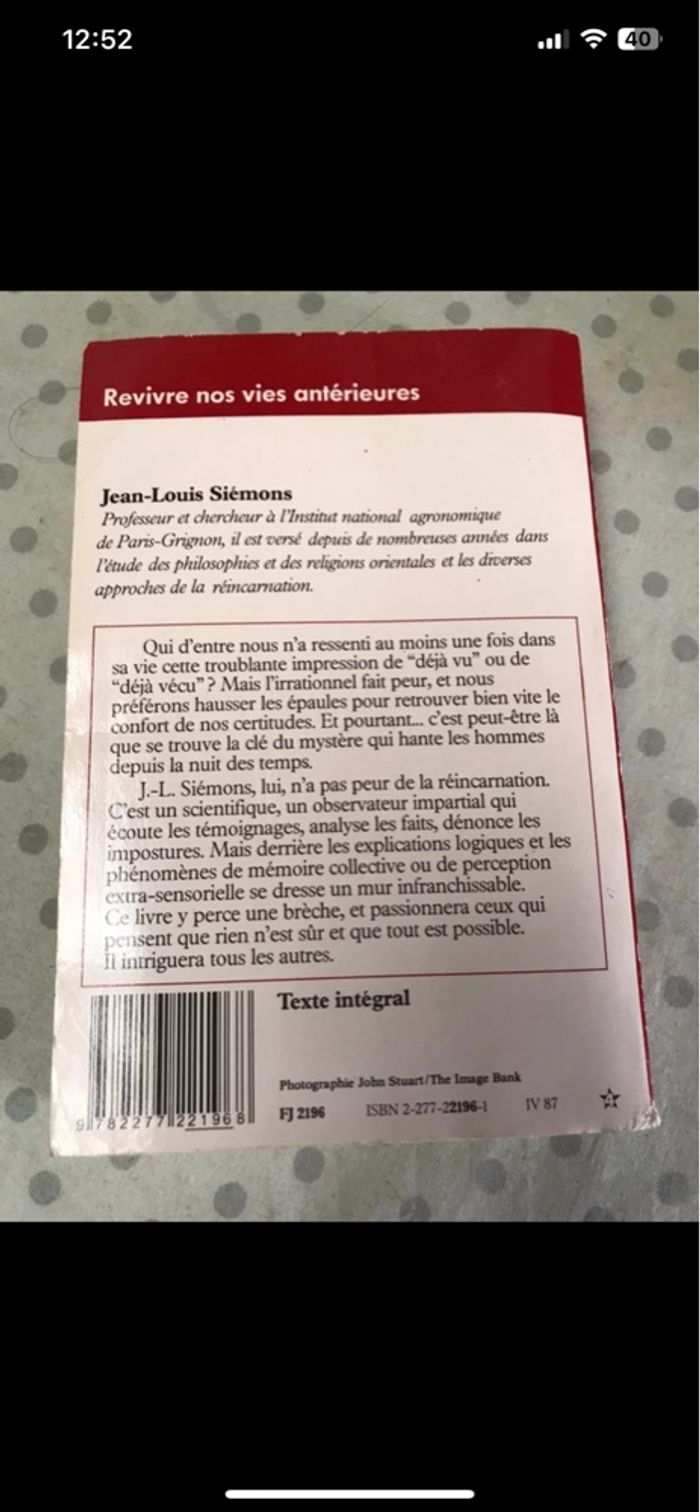 12:52
40
Revivre nos vies antérieures
Jean-Louis Siémons
Professeur et chercheur à l'Institut national agronomique
de Paris-Grignon, il est versé depuis de nombreuses années dans
l'étude des philosophies et des religions orientales et les diverses
approches de la réincarnation.
Qui d'entre nous n'a ressenti au moins une fois dans
sa vie cette troublante impression de “déjà vu” ou de
“déjà vécu”? Mais l'irrationnel fait peur, et nous
préférons hausser les épaules pour retrouver bien vite le
confort de nos certitudes. Et pourtant... c'est peut-être là
que se trouve la clé du mystère qui hante les hommes
depuis la nuit des temps.
J.-L. Siémons, lui, n'a pas peur de la réincarnation.
C'est un scientifique, un observateur impartial qui
écoute les témoignages, analyse les faits, dénonce les
impostures. Mais derrière les explications logiques et les
phénomènes de mémoire collective ou de perception
extra-sensorielle se dresse un mur infranchissable.
Ce livre y perce une brèche, et passionnera ceux qui
pensent que rien n'est sûr et que tout est possible.
Il intriguera tous les autres.
Texte intégral
Photographie John Stuart/The Image Bank
9 782277 221968
FJ 2196 ISBN 2-277-22196-1 IV 87